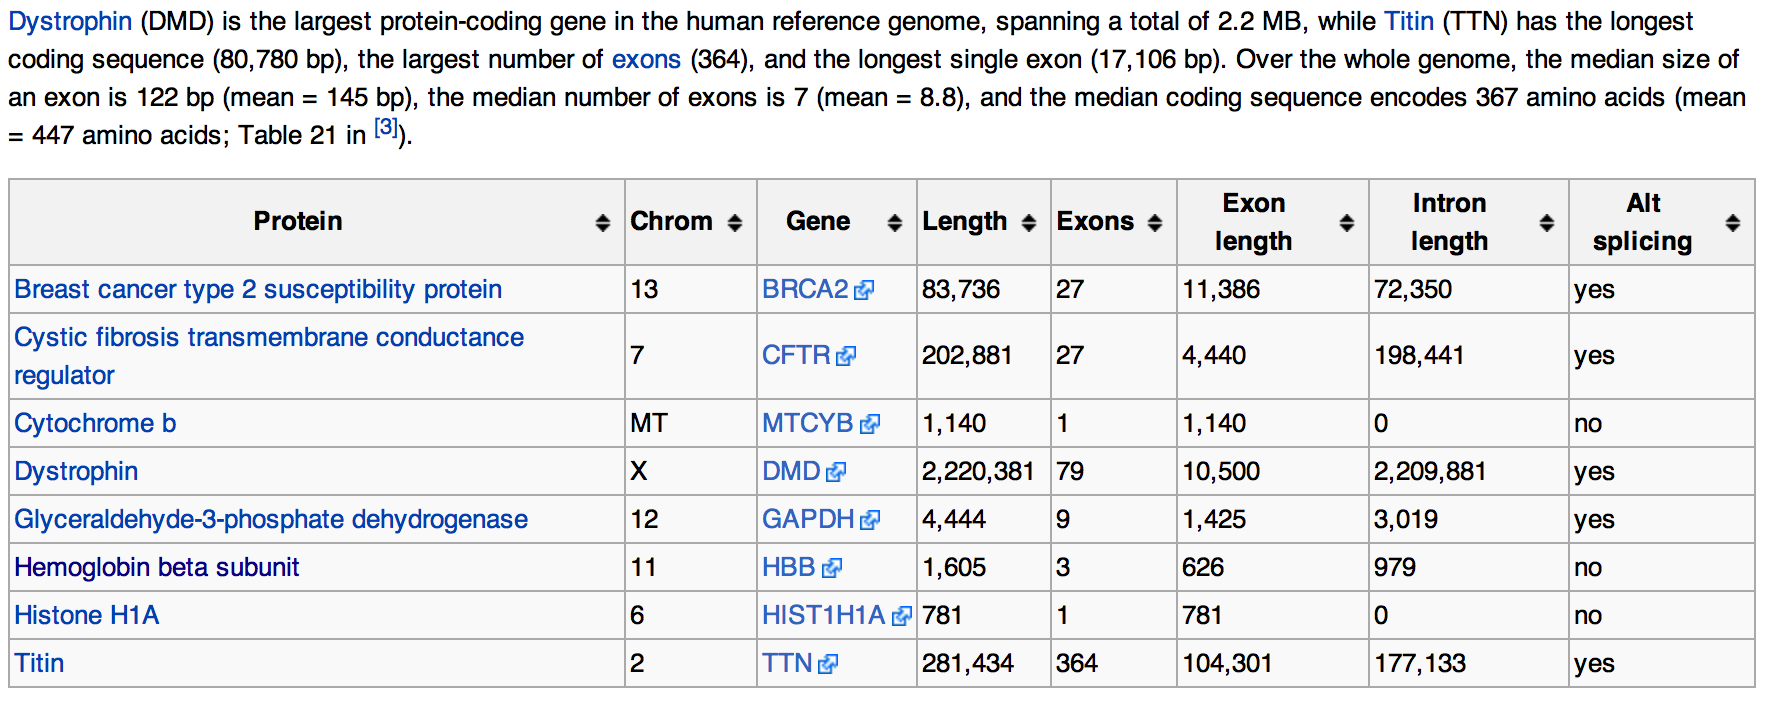 Dystrophin (DMD) is the largest protein-coding gene in the human reference genome, spanning a total of 2.2 MB, while Titin (TTN) has the longest
coding sequence (80,780 bp), the largest number of exons (364), and the longest single exon (17,106 bp). Over the whole genome, the median size of
an exon is 122 bp (mean = 145 bp), the median number of exons is 7 (mean = 8.8), and the median coding sequence encodes 367 amino acids (mean
= 447 amino acids; Table 21 in [3]).
Protein Chrom Gene Length Exons Exon length Intron length Alt splicing
Breast cancer type 2 susceptibility protein 13 BRCA2 83,736 27 11,386 72,350 yes
Cystic fibrosis transmembrane conductance regulator 7 CFTR 202,881 27 4,440 198,441 yes
Cytochrome b MT MTCYB 1,140 1 1,140 0 no
Dystrophin X DMD 2,220,381 79 10,500 2,209,881 yes
Glyceraldehyde-3-phosphate dehydrogenase 12 GAPDH 4,444 9 1,425 3,019 yes
Hemoglobin beta subunit 11 HBB 1,605 3 626 979 no
Histone H1A 6 HIST1H1A 781 1 781 0 no
Titin 2 TTN 281,434 364 104,301 177,133 yes